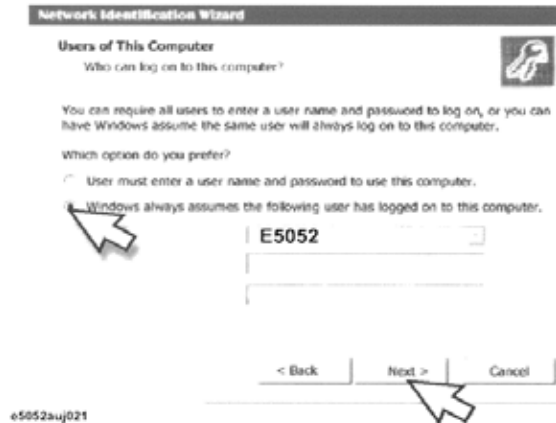 Network Identification Wizard
Users of This Computer
Who can log on to this computer?
You can require all users to enter a user name and password to log on, or you can
have Windows assume the same user will always log on to this computer.
Which option do you prefer?
User must enter a user name and password to use this computer.
Windows always assumes the following user has logged on to this computer.
E5052
< Back
Next >
Cancel
e5052auj021